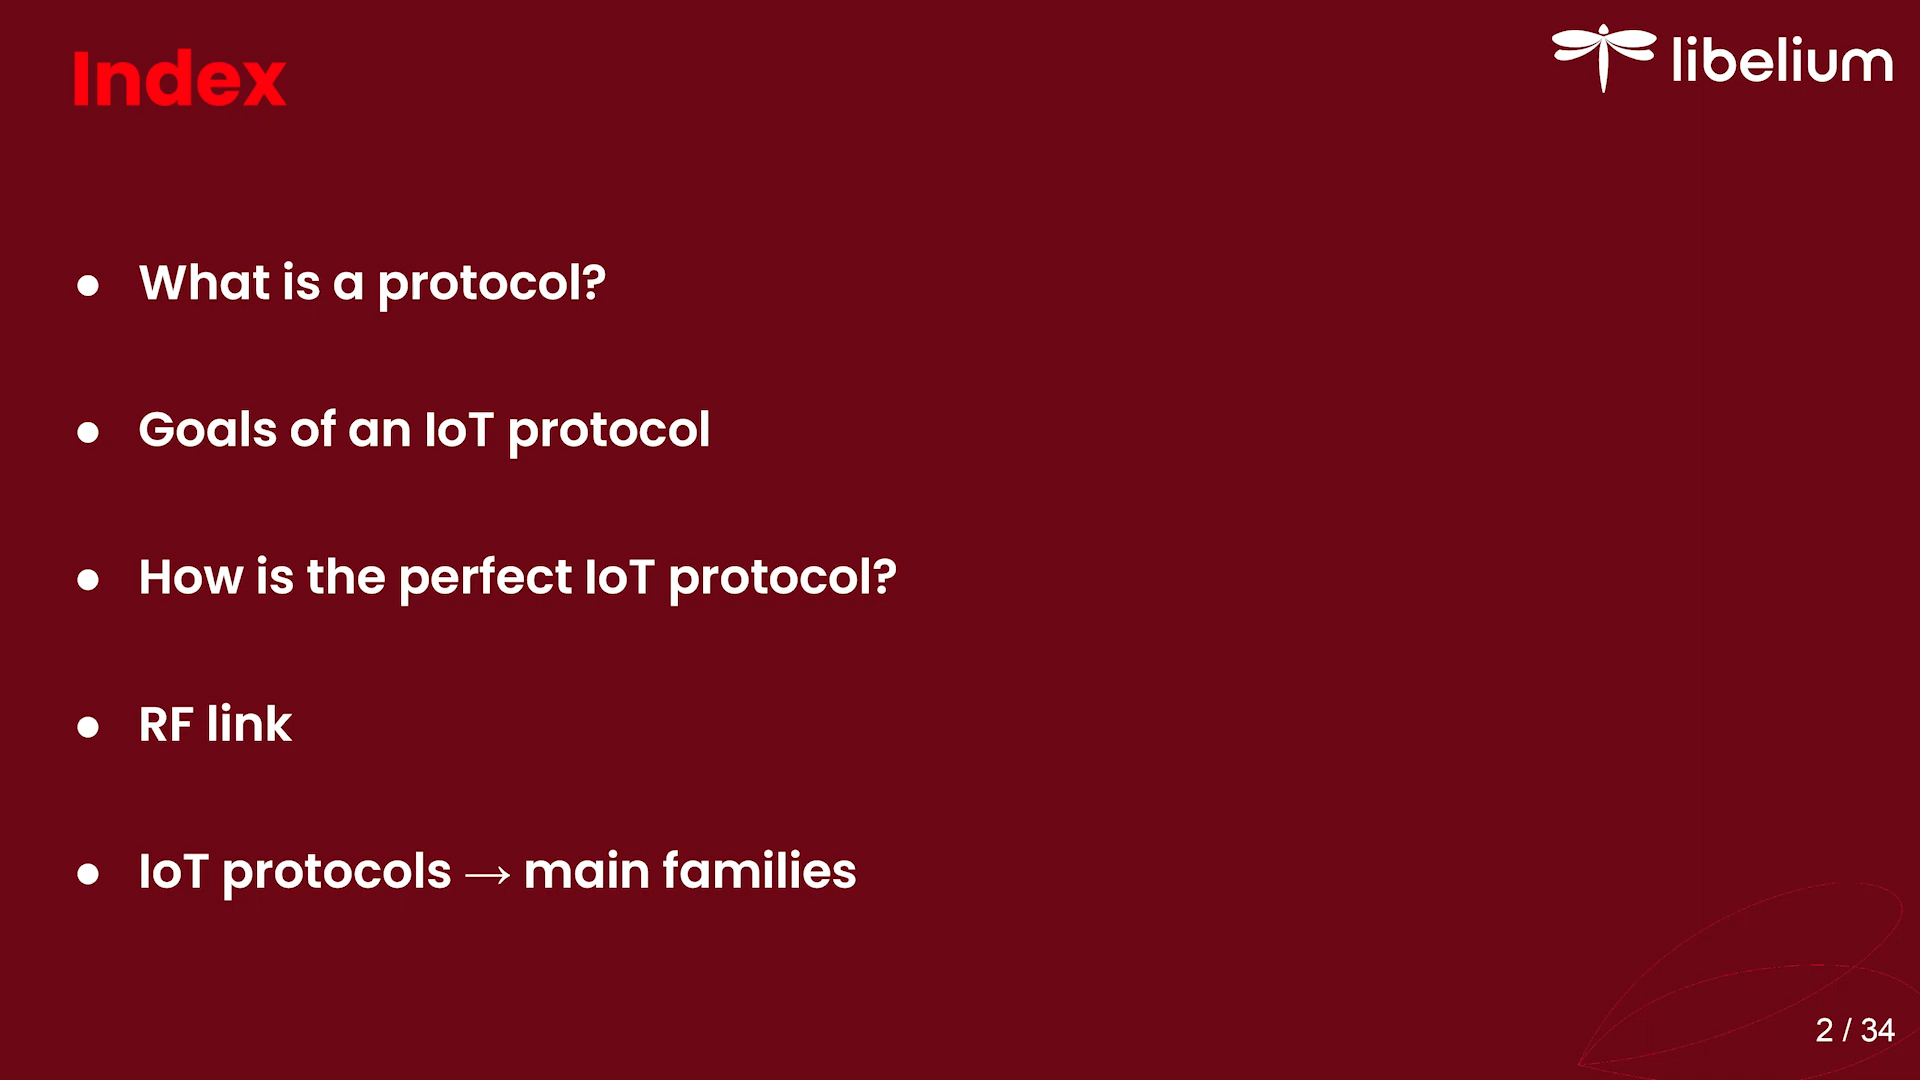 Index
libelium
● What is a protocol?
● Goals of an IoT protocol
● How is the perfect IoT protocol?
● RF link
● IoT protocols → main families
2 / 34